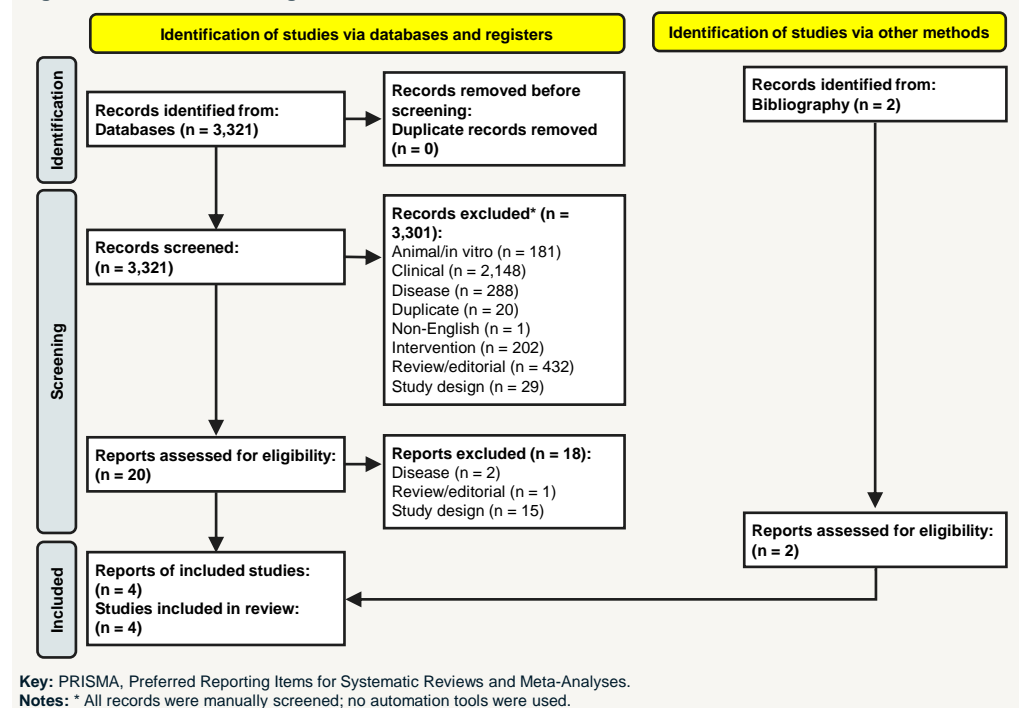 Identification of studies via databases and registers
Identification of studies via other methods
Identification
Records identified from:
Databases (n = 3,321)
Records removed before
screening:
Duplicate records removed
(n = 0)
Records identified from:
Bibliography (n = 2)
Screening
Records screened:
(n = 3,321)
Records excluded* (n =
3,301):
Animal/in vitro (n = 181)
Clinical (n = 2,148)
Disease (n = 288)
Duplicate (n = 20)
Non-English (n = 1)
Intervention (n = 202)
Review/editorial (n = 432)
Study design (n = 29)
Reports assessed for eligibility:
(n = 20)
Reports excluded (n = 18):
Disease (n = 2)
Review/editorial (n = 1)
Study design (n = 15)
Reports assessed for eligibility:
(n = 2)
Included
Reports of included studies:
(n = 4)
Studies included in review:
(n = 4)
Key: PRISMA, Preferred Reporting Items for Systematic Reviews and Meta-Analyses.
Notes: * All records were manually screened; no automation tools were used.